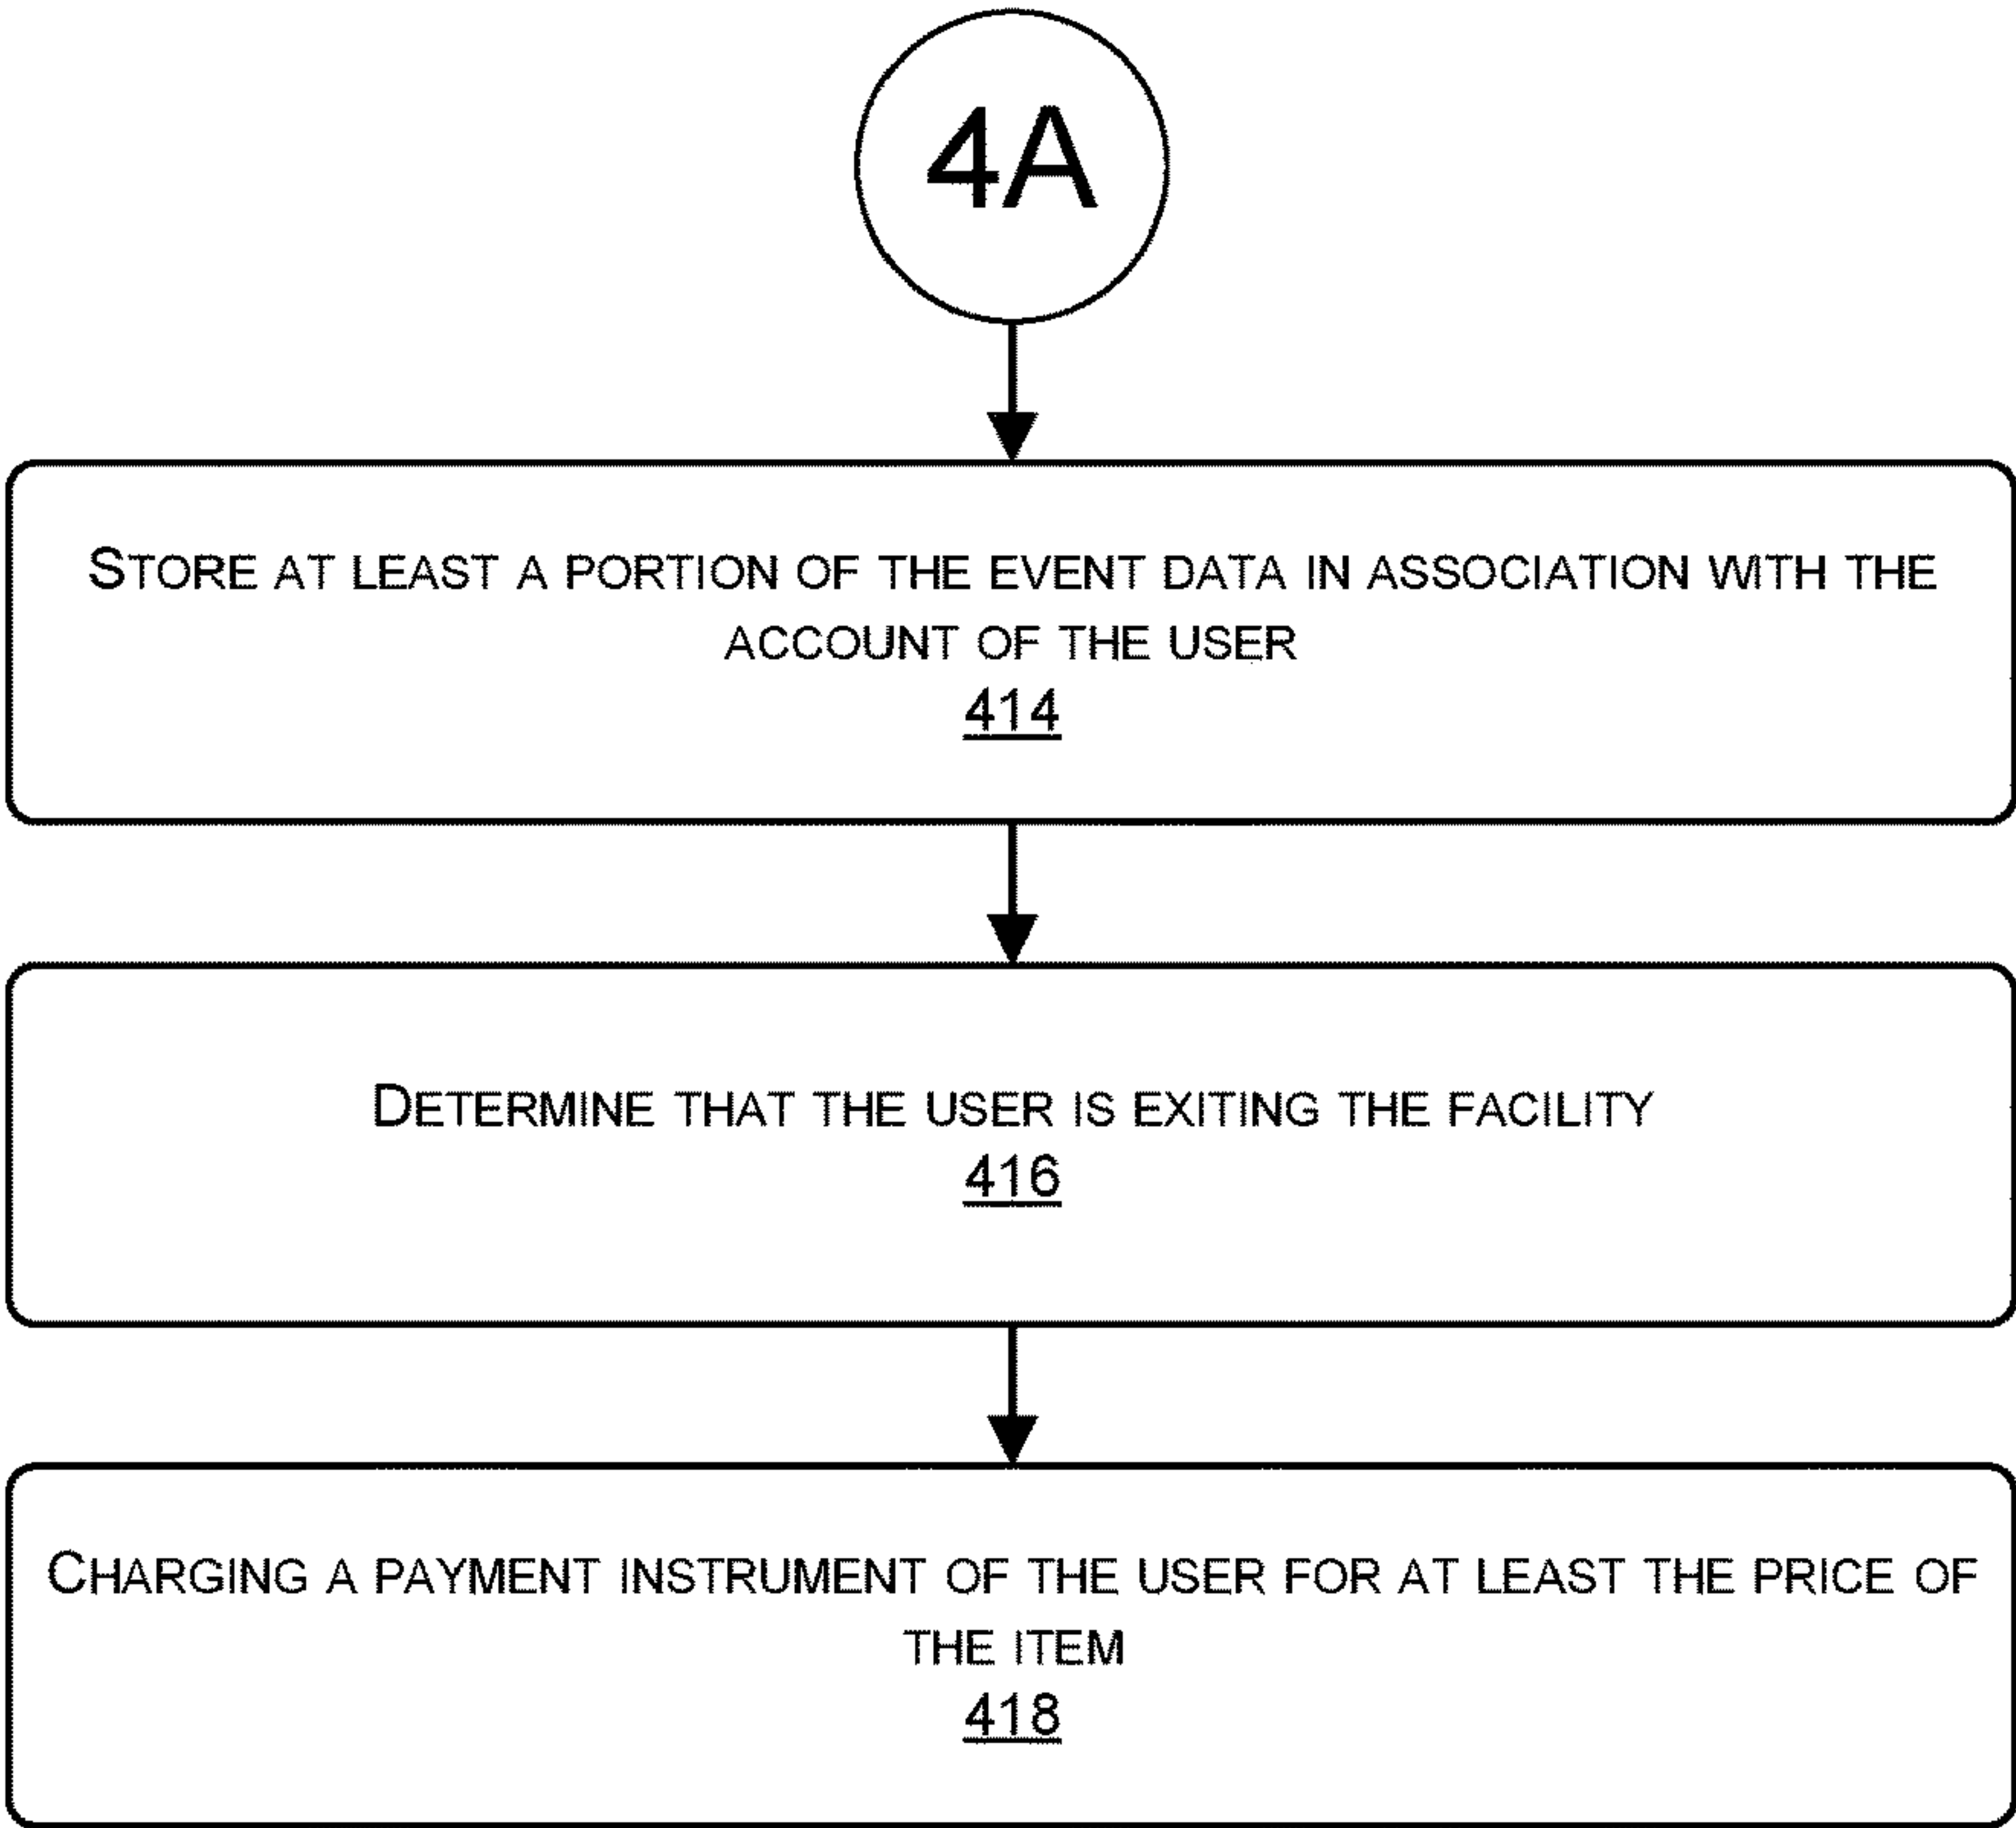 4A
STORE AT LEAST A PORTION OF THE EVENT DATA IN ASSOCIATION WITH THE
ACCOUNT OF THE USER
414
DETERMINE THAT THE USER IS EXITING THE FACILITY
416
CHARGING A PAYMENT INSTRUMENT OF THE USER FOR AT LEAST THE PRICE OF
THE ITEM
418